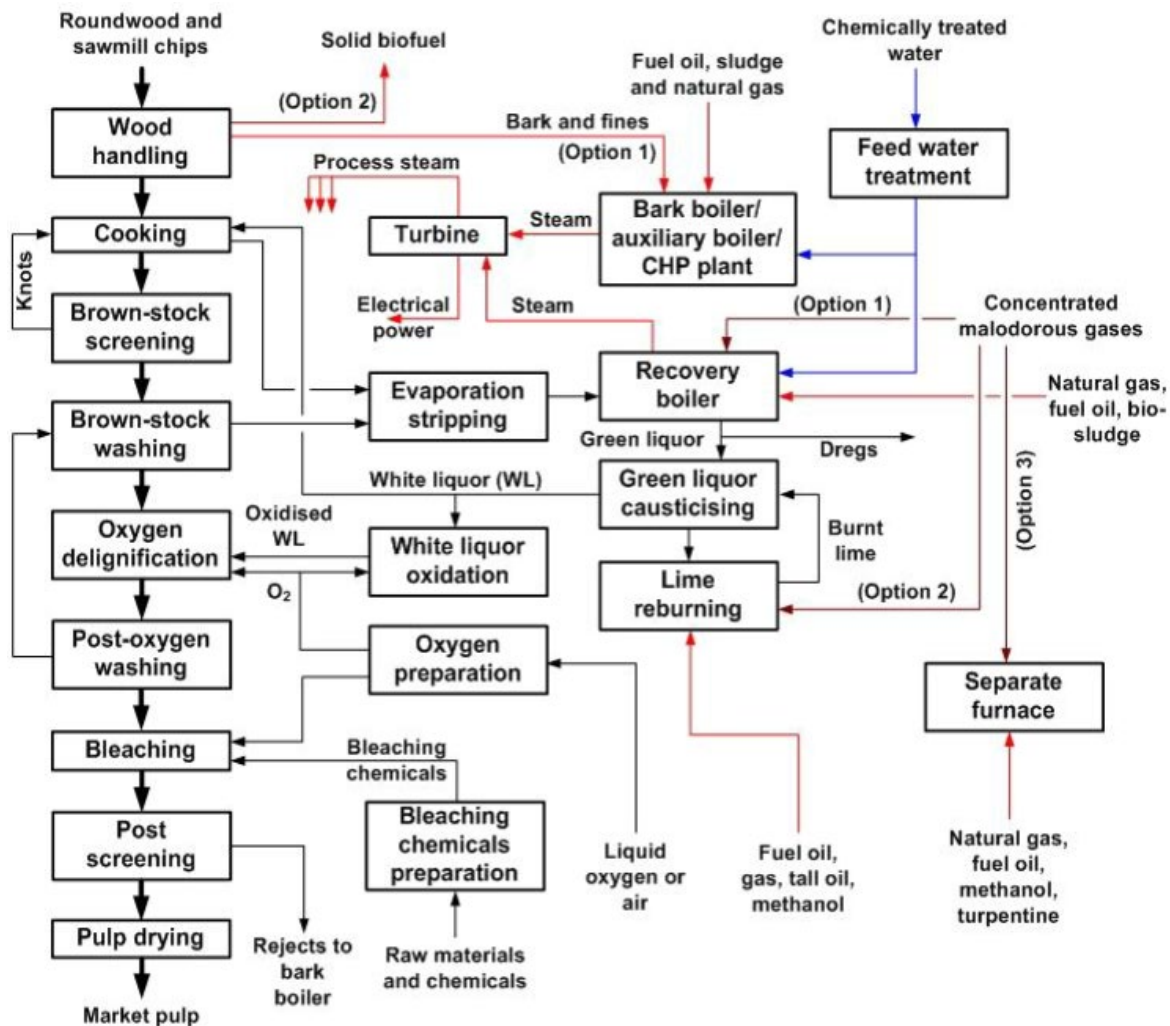 Roundwood and
sawmill chips
Solid biofuel
(Option 2)
Fuel oil, sludge
and natural gas
Chemically treated
water
Wood
handling
Bark and fines
(Option 1)
Feed water
treatment
Process steam
Cooking
Turbine
Steam
Bark boiler/
auxiliary boiler/
CHP plant
Knots
Brown-stock
screening
Electrical
power
Steam
(Option 1)
Concentrated
malodorous gases
Evaporation
stripping
Recovery
boiler
Natural gas,
fuel oil, bio-
sludge
Brown-stock
washing
Green liquor
Dregs
White liquor (WL)
Green liquor
causticising
(Option 3)
Oxygen
delignification
Oxidised
WL
White liquor
oxidation
Burnt
lime
O₂
Lime
reburning
(Option 2)
Post-oxygen
washing
Oxygen
preparation
Separate
furnace
Bleaching
Bleaching
chemicals
Post
screening
Bleaching
chemicals
preparation
Liquid
oxygen or
air
Fuel oil,
gas, tall oil,
methanol
Natural gas,
fuel oil,
methanol,
turpentine
Pulp drying
Rejects to
bark
boiler
Raw materials
and chemicals
Market pulp